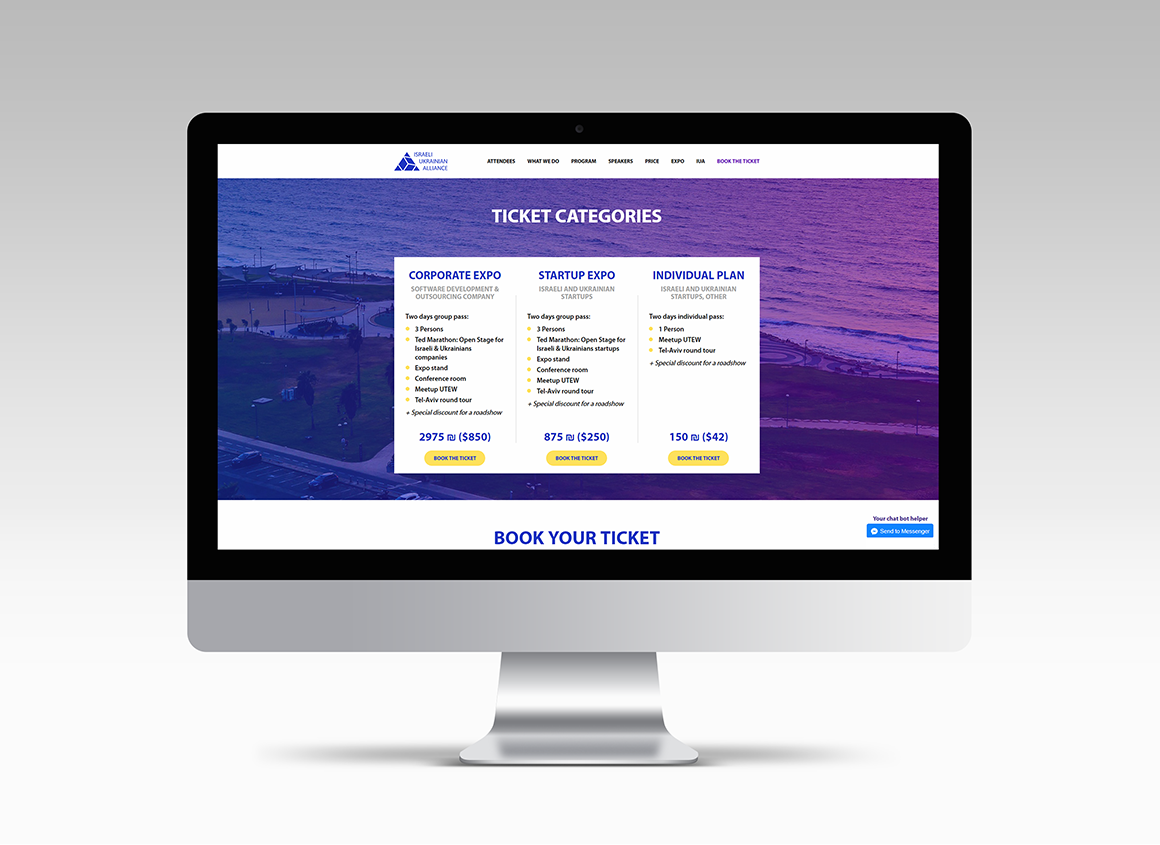 ISRAELI
UKRAINIAN
ALLIANCE
ATTENDEES WHAT WE DO PROGRAM SPEAKERS PRICE EXPO IUA BOOK THE TICKET
TICKET CATEGORIES
CORPORATE EXPO
SOFTWARE DEVELOPMENT &
OUTSOURCING COMPANY
Two days group pass:
3 Persons
Ted Marathon: Open Stage for
Israeli & Ukrainians
companies
Expo stand
Conference room
Meetup UTEW
Tel-Aviv round tour
+ Special discount for a roadshow
2975 ₪ ($850)
BOOK THE TICKET
STARTUP EXPO
ISRAELI AND UKRAINIAN
STARTUPS
Two days group pass:
3 Persons
Ted Marathon: Open Stage for
Israeli & Ukrainians startups
Expo stand
Conference room
Meetup UTEW
Tel-Aviv round tour
+ Special discount for a roadshow
875 ₪ ($250)
BOOK THE TICKET
INDIVIDUAL PLAN
ISRAELI AND UKRAINIAN
STARTUPS, OTHER
Two days individual pass:
1 Person
Meetup UTEW
Tel-Aviv round tour
+ Special discount for a roadshow
150 ₪ ($42)
BOOK THE TICKET
BOOK YOUR TICKET
Your chat bot helper
Send to Messenger